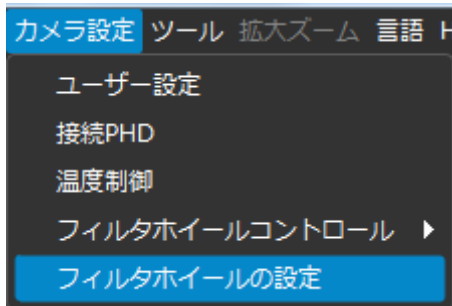 カメラ設定 ツール 拡大ズーム 言語 H
ユーザー設定
接続PHD
温度制御
フィルタホイールコントロール
フィルタホイールの設定